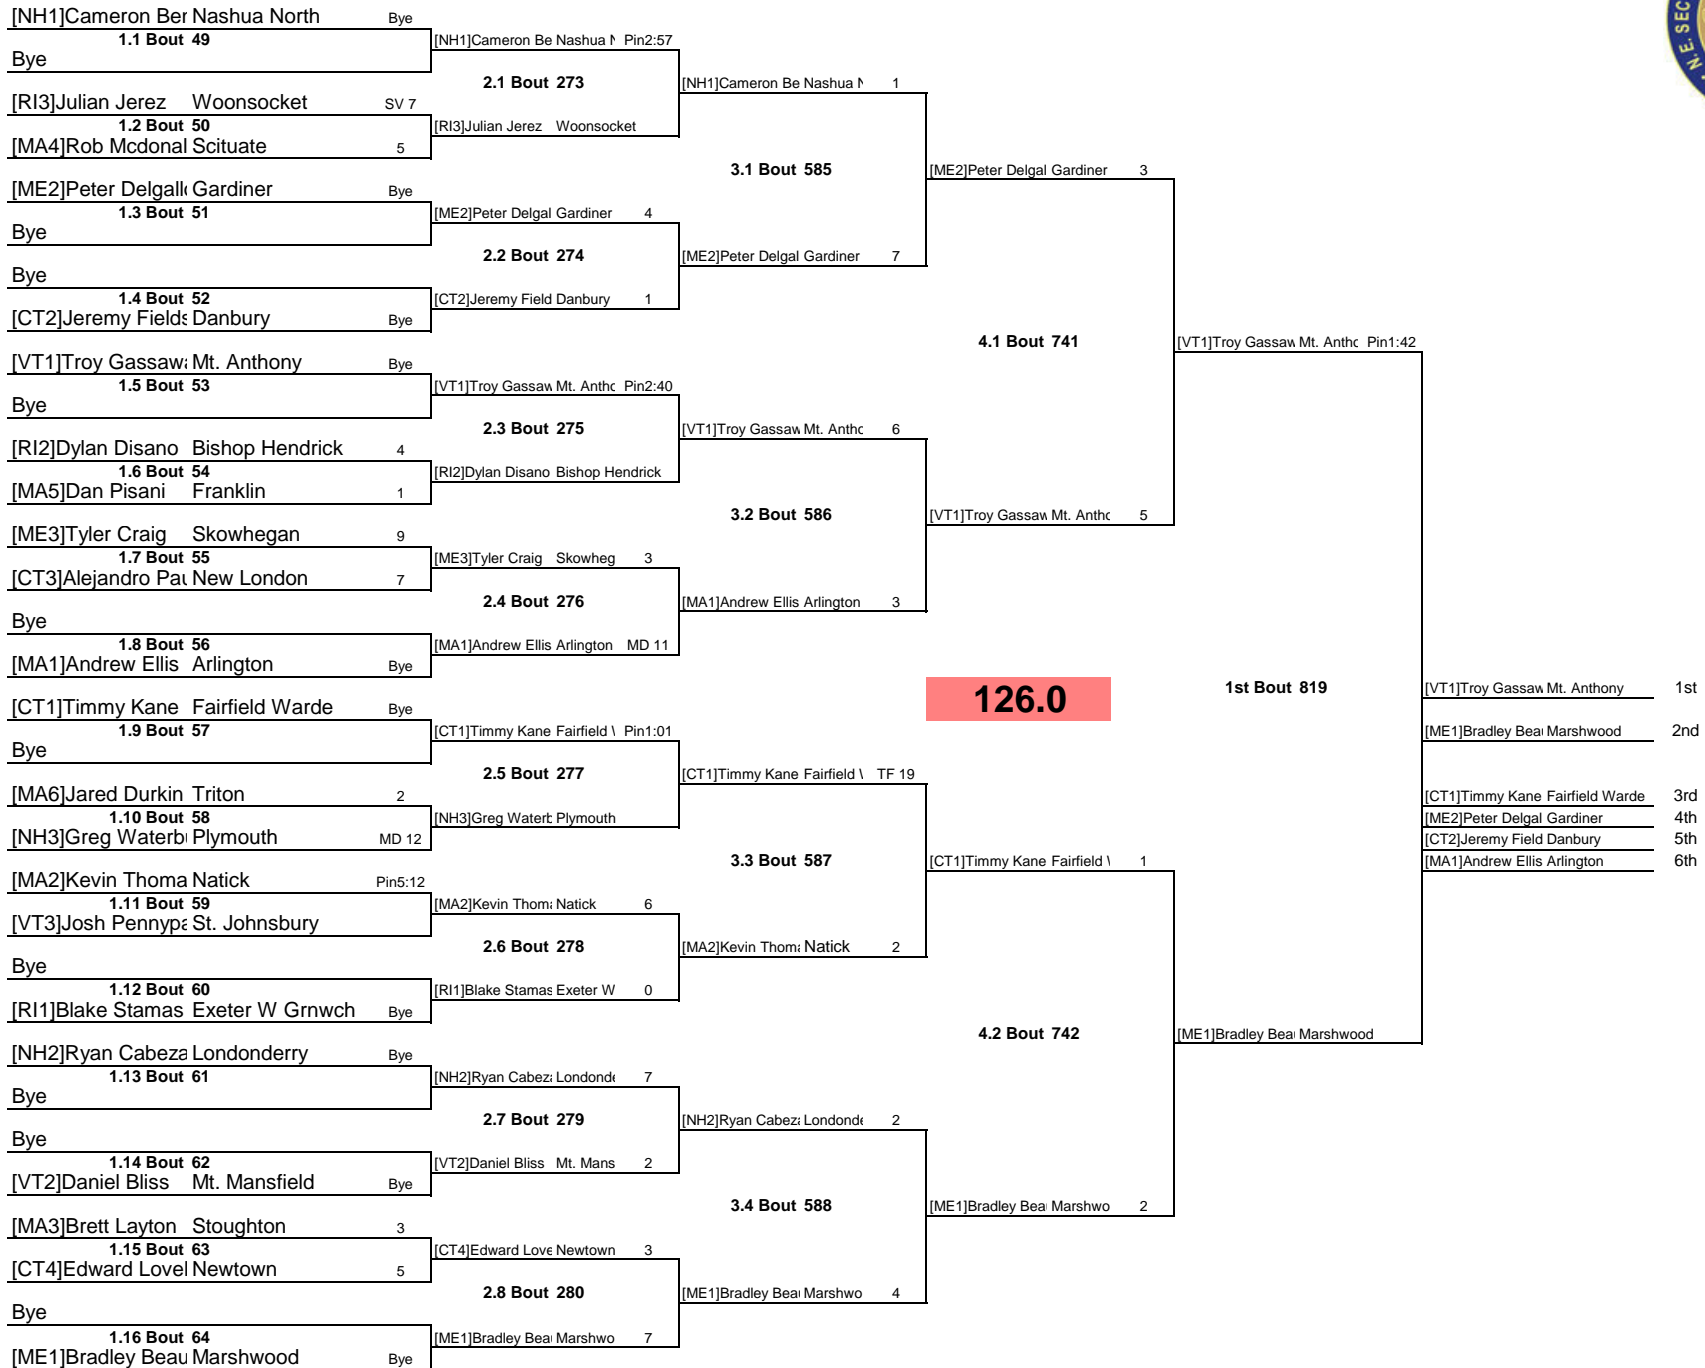 [NH1]Cameron Ber Nashua North Bye
1.1 Bout 49
Bye
[RI3]Julian Jerez Woonsocket SV 7
1.2 Bout 50
[MA4]Rob Mcdonal Scituate 5
[ME2]Peter Delgall Gardiner Bye
1.3 Bout 51
Bye
Bye
1.4 Bout 52
[CT2]Jeremy Fields Danbury Bye
[VT1]Troy Gassaw Mt. Anthony Bye
1.5 Bout 53
Bye
[RI2]Dylan Disano Bishop Hendrick 4
1.6 Bout 54
[MA5]Dan Pisani Franklin 1
[ME3]Tyler Craig Skowhegan 9
1.7 Bout 55
[CT3]Alejandro Pau New London 7
Bye
1.8 Bout 56
[MA1]Andrew Ellis Arlington Bye
[CT1]Timmy Kane Fairfield Warde Bye
1.9 Bout 57
Bye
[MA6]Jared Durkin Triton 2
1.10 Bout 58
[NH3]Greg Waterb Plymouth MD 12
[MA2]Kevin Thoma Natick Pin5:12
1.11 Bout 59
[VT3]Josh Pennypa St. Johnsbury
Bye
1.12 Bout 60
[RI1]Blake Stamas Exeter W Grnwch Bye
[NH2]Ryan Cabeza Londonderry Bye
1.13 Bout 61
Bye
Bye
1.14 Bout 62
[VT2]Daniel Bliss Mt. Mansfield Bye
[MA3]Brett Layton Stoughton 3
1.15 Bout 63
[CT4]Edward Lovel Newtown 5
Bye
1.16 Bout 64
[ME1]Bradley Beau Marshwood Bye
[NH1]Cameron Be Nashua N Pin2:57
2.1 Bout 273
[RI3]Julian Jerez Woonsocket
[ME2]Peter Delgal Gardiner 4
2.2 Bout 274
[CT2]Jeremy Field Danbury 1
[VT1]Troy Gassaw Mt. Anthc Pin2:40
2.3 Bout 275
[RI2]Dylan Disano Bishop Hendrick
[ME3]Tyler Craig Skowheg 3
2.4 Bout 276
[MA1]Andrew Ellis Arlington MD 11
[CT1]Timmy Kane Fairfield Pin1:01
2.5 Bout 277
[NH3]Greg Waterb Plymouth
[MA2]Kevin Thoma Natick 6
2.6 Bout 278
[RI1]Blake Stamas Exeter W 0
[NH2]Ryan Cabeza Londonde 7
2.7 Bout 279
[VT2]Daniel Bliss Mt. Mans 2
[CT4]Edward Love Newtown 3
2.8 Bout 280
[ME1]Bradley Bea Marshwo 7
[NH1]Cameron Be Nashua N 1
3.1 Bout 585
[ME2]Peter Delgal Gardiner 7
[VT1]Troy Gassaw Mt. Anthc 6
3.2 Bout 586
[MA1]Andrew Ellis Arlington 3
[CT1]Timmy Kane Fairfield TF 19
3.3 Bout 587
[MA2]Kevin Thoma Natick 2
[NH2]Ryan Cabeza Londonde 2
3.4 Bout 588
[ME1]Bradley Bea Marshwo 4
[ME2]Peter Delgal Gardiner 3
4.1 Bout 741
[VT1]Troy Gassaw Mt. Anthc 5
126.0
[CT1]Timmy Kane Fairfield 1
4.2 Bout 742
[ME1]Bradley Bea Marshwo 2
[VT1]Troy Gassaw Mt. Anthc Pin1:42
1st Bout 819
[ME1]Bradley Bea Marshwood
[VT1]Troy Gassaw Mt. Anthony 1st
[ME1]Bradley Bea Marshwood 2nd
[CT1]Timmy Kane Fairfield Warde 3rd
[ME2]Peter Delgal Gardiner 4th
[CT2]Jeremy Field Danbury 5th
[MA1]Andrew Ellis Arlington 6th
N.E. SEC